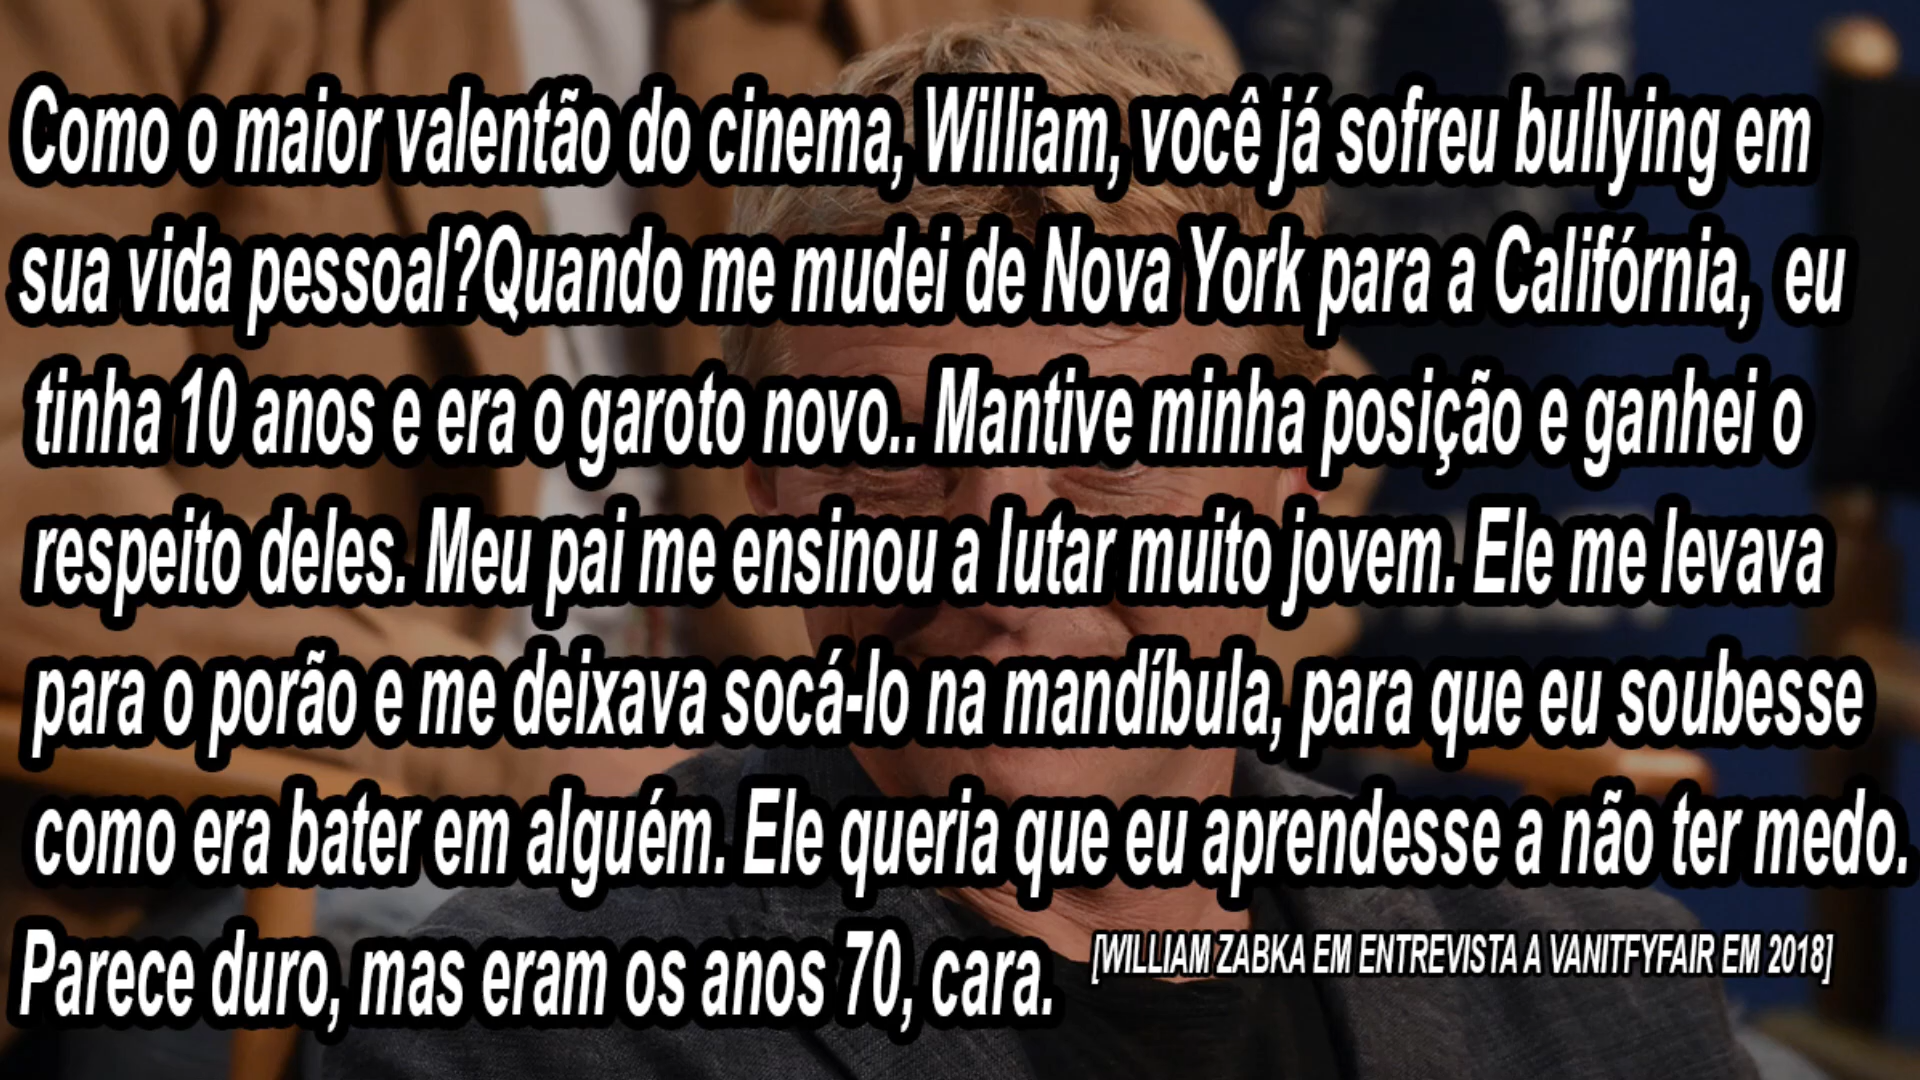 Como o maior valentão do cinema, William, você já sofreu bullying em
sua vida pessoal?Quando me mudei de Nova York para a Califórnia, eu
tinha 10 anos e era o garoto novo.. Mantive minha posição e ganhei o
respeito deles. Meu pai me ensinou a lutar muito jovem. Ele me levava
para o porão e me deixava socá-lo na mandíbula, para que eu soubesse
como era bater em alguém. Ele queria que eu aprendesse a não ter medo.
Parece duro, mas eram os anos 70, cara. [WILLIAM ZABKA EM ENTREVISTA A VANITFYFAIR EM 2018]